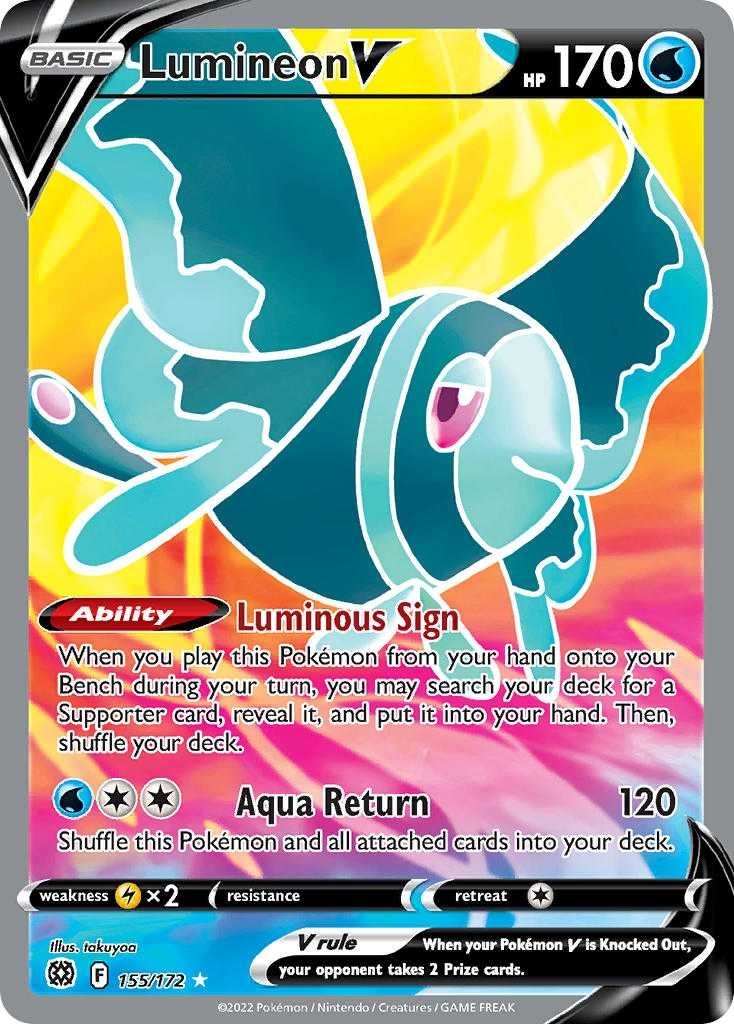 BASIC Lumineon V HP 170
Ability Luminous Sign
When you play this Pokémon from your hand onto your
Bench during your turn, you may search your deck for a
Supporter card, reveal it, and put it into your hand. Then,
shuffle your deck.
Aqua Return 120
Shuffle this Pokémon and all attached cards into your deck.
weakness ×2 resistance retreat
Illus. takuyoa
V rule When your Pokémon V is Knocked Out,
your opponent takes 2 Prize cards.
F 155/172 ★
©2022 Pokémon / Nintendo / Creatures / GAME FREAK